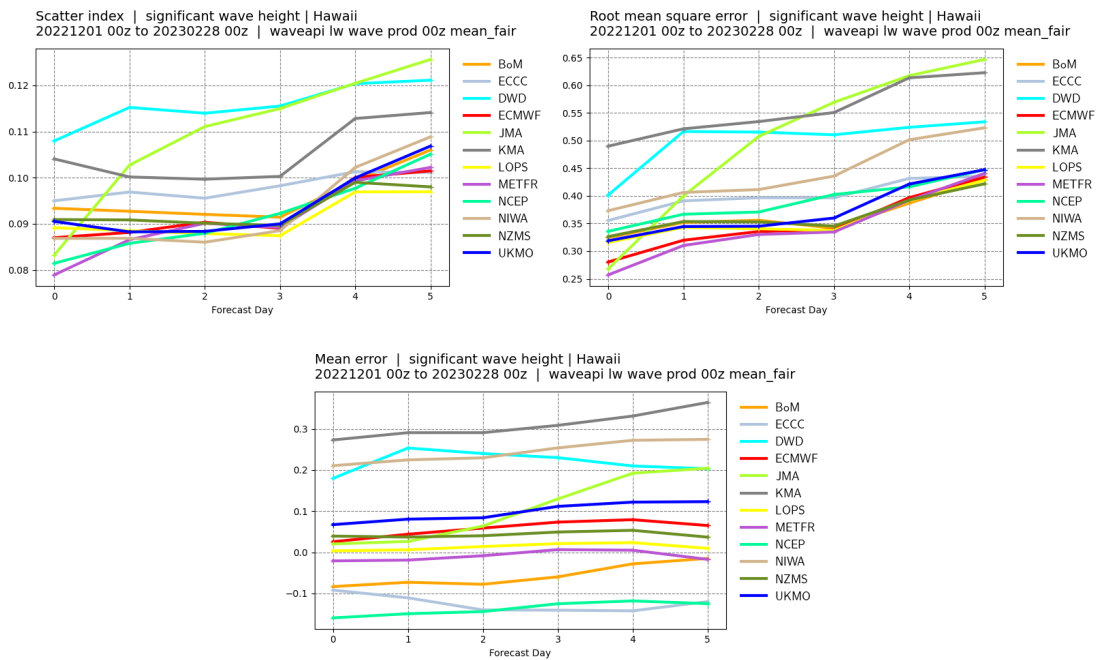 Scatter index  |  significant wave height | Hawaii
20221201 00z to 20230228 00z  |  waveapi lw wave prod 00z mean_fair
0.12
0.11
0.10
0.09
0.08
0 1 2 3 4 5
Forecast Day
BoM
ECCC
DWD
ECMWF
JMA
KMA
LOPS
METFR
NCEP
NIWA
NZMS
UKMO
Root mean square error  |  significant wave height | Hawaii
20221201 00z to 20230228 00z  |  waveapi lw wave prod 00z mean_fair
0.65
0.60
0.55
0.50
0.45
0.40
0.35
0.30
0.25
0 1 2 3 4 5
Forecast Day
BoM
ECCC
DWD
ECMWF
JMA
KMA
LOPS
METFR
NCEP
NIWA
NZMS
UKMO
Mean error  |  significant wave height | Hawaii
20221201 00z to 20230228 00z  |  waveapi lw wave prod 00z mean_fair
0.3
0.2
0.1
0.0
−0.1
0 1 2 3 4 5
Forecast Day
BoM
ECCC
DWD
ECMWF
JMA
KMA
LOPS
METFR
NCEP
NIWA
NZMS
UKMO